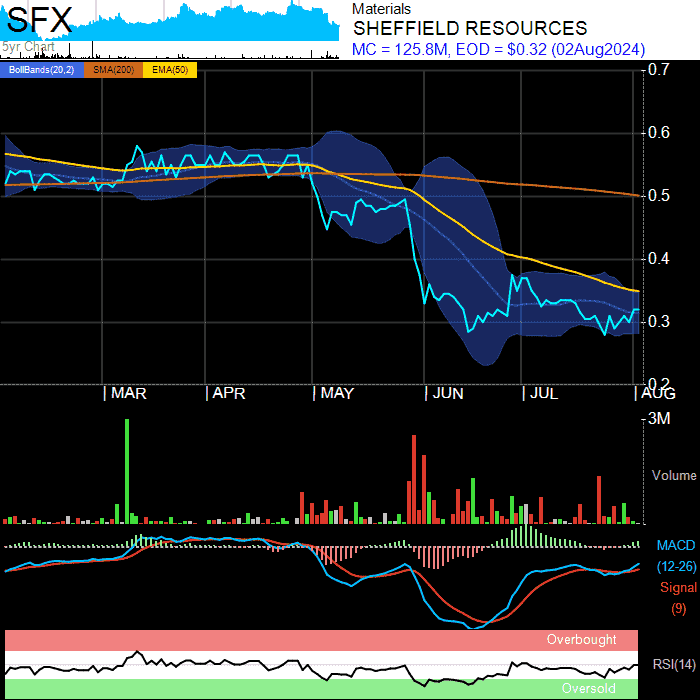 SFX
5yr Chart
Materials
SHEFFIELD RESOURCES
MC = 125.8M, EOD = $0.32 (02Aug2024)
BollBands(20,2) SMA(200) EMA(50)
0.7
0.6
0.5
0.4
0.3
0.2
MAR APR MAY JUN JUL AUG
3M
Volume
MACD
(12-26)
Signal
(9)
Overbought
RSI(14)
Oversold